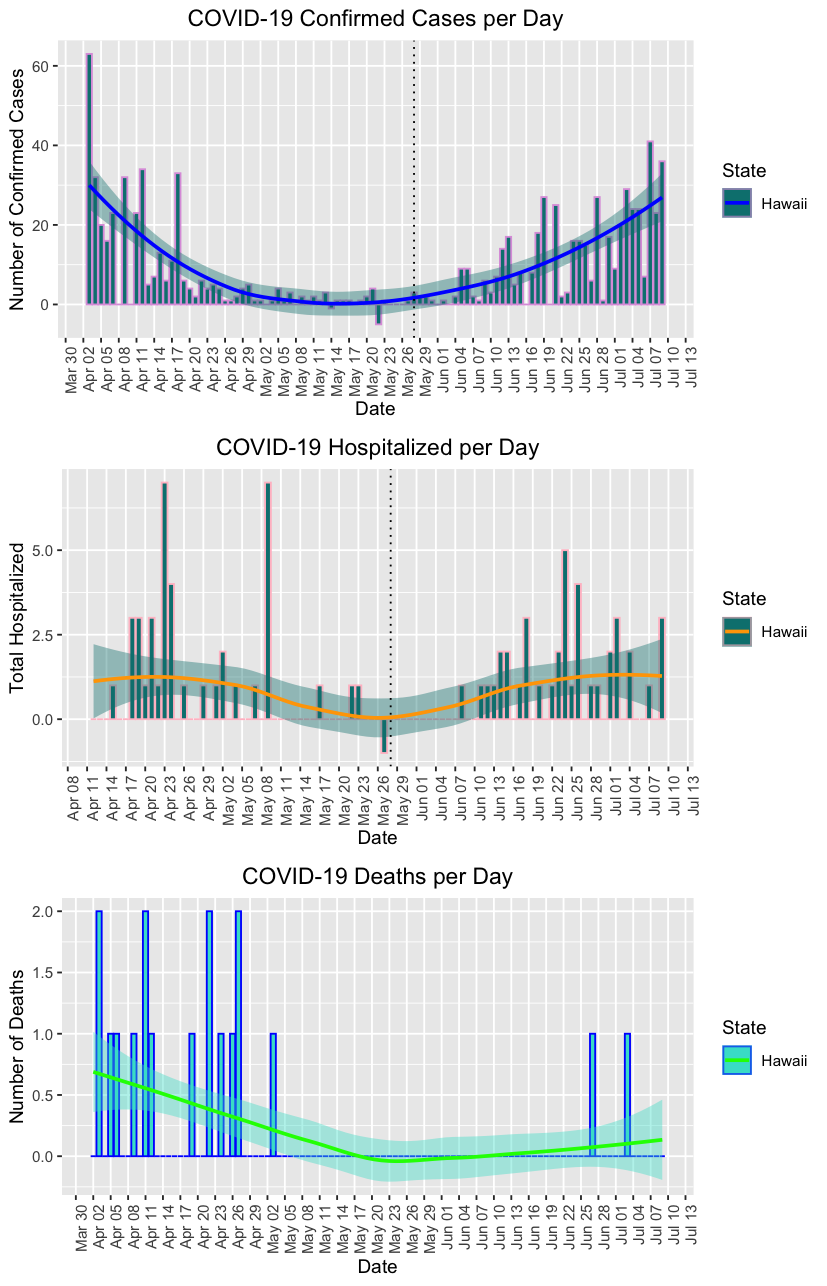 COVID-19 Confirmed Cases per Day
Number of Confirmed Cases
60
40
20
0
Mar 30
Apr 02
Apr 05
Apr 08
Apr 11
Apr 14
Apr 17
Apr 20
Apr 23
Apr 26
Apr 29
May 02
May 05
May 08
May 11
May 14
May 17
May 20
May 23
May 26
May 29
Jun 01
Jun 04
Jun 07
Jun 10
Jun 13
Jun 16
Jun 19
Jun 22
Jun 25
Jun 28
Jul 01
Jul 04
Jul 07
Jul 10
Jul 13
Date
State
Hawaii
COVID-19 Hospitalized per Day
Total Hospitalized
5.0
2.5
0.0
Apr 08
Apr 11
Apr 14
Apr 17
Apr 20
Apr 23
Apr 26
Apr 29
May 02
May 05
May 08
May 11
May 14
May 17
May 20
May 23
May 26
May 29
Jun 01
Jun 04
Jun 07
Jun 10
Jun 13
Jun 16
Jun 19
Jun 22
Jun 25
Jun 28
Jul 01
Jul 04
Jul 07
Jul 10
Jul 13
Date
State
Hawaii
COVID-19 Deaths per Day
Number of Deaths
2.0
1.5
1.0
0.5
0.0
Mar 30
Apr 02
Apr 05
Apr 08
Apr 11
Apr 14
Apr 17
Apr 20
Apr 23
Apr 26
Apr 29
May 02
May 05
May 08
May 11
May 14
May 17
May 20
May 23
May 26
May 29
Jun 01
Jun 04
Jun 07
Jun 10
Jun 13
Jun 16
Jun 19
Jun 22
Jun 25
Jun 28
Jul 01
Jul 04
Jul 07
Jul 10
Jul 13
Date
State
Hawaii